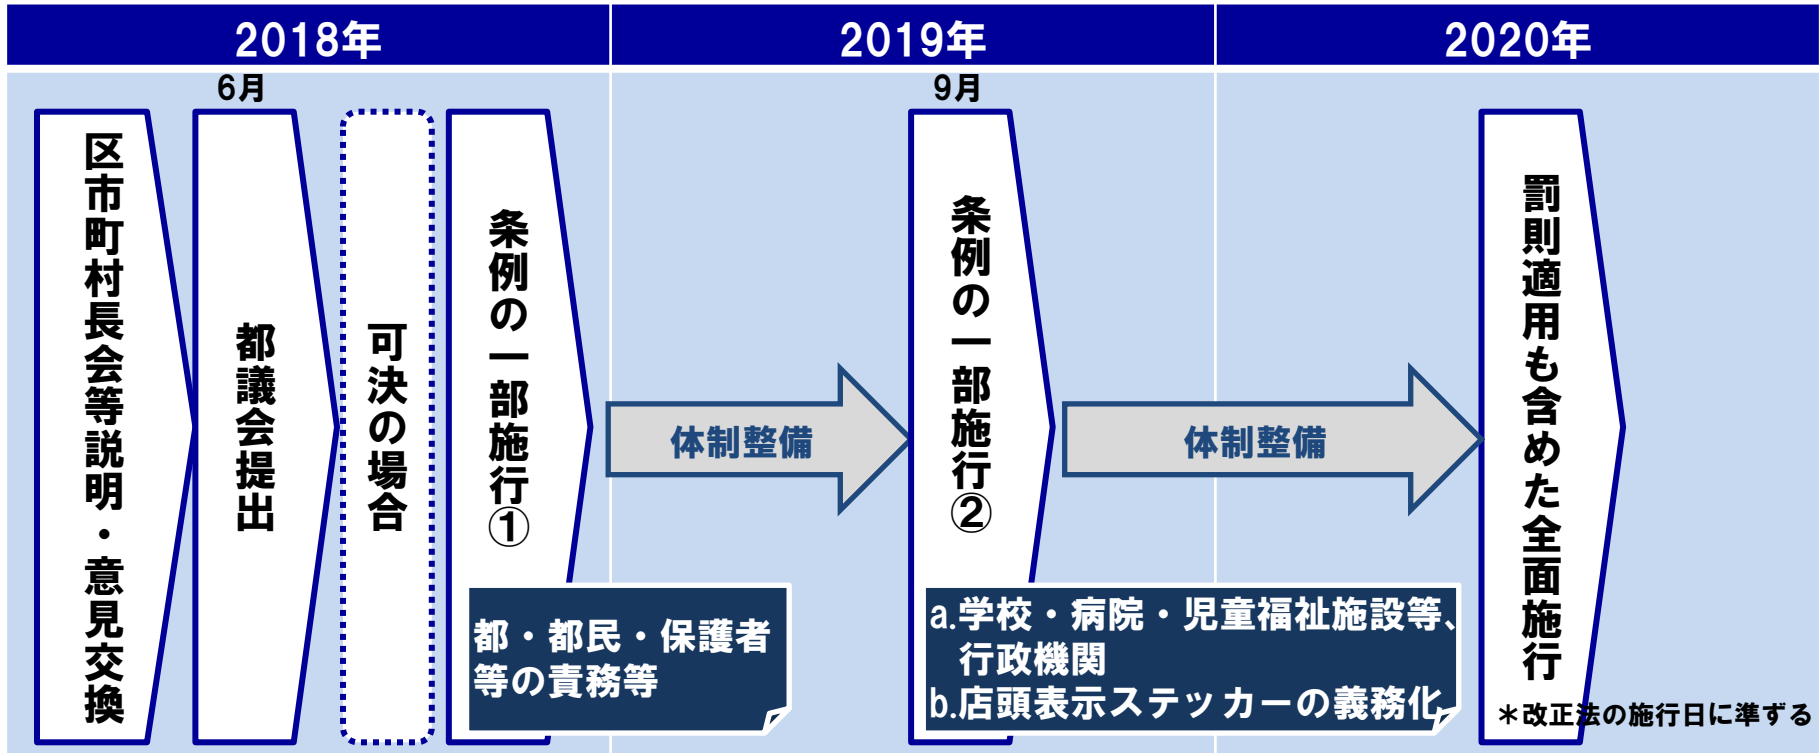 2018年
2019年
2020年
6月
9月
区市町村長会等説明・意見交換
都議会提出
可決の場合
条例の一部施行①
体制整備
条例の一部施行②
体制整備
罰則適用も含めた全面施行
都・都民・保護者
等の責務等
a.学校・病院・児童福祉施設等、
行政機関
b.店頭表示ステッカーの義務化
＊改正法の施行日に準ずる